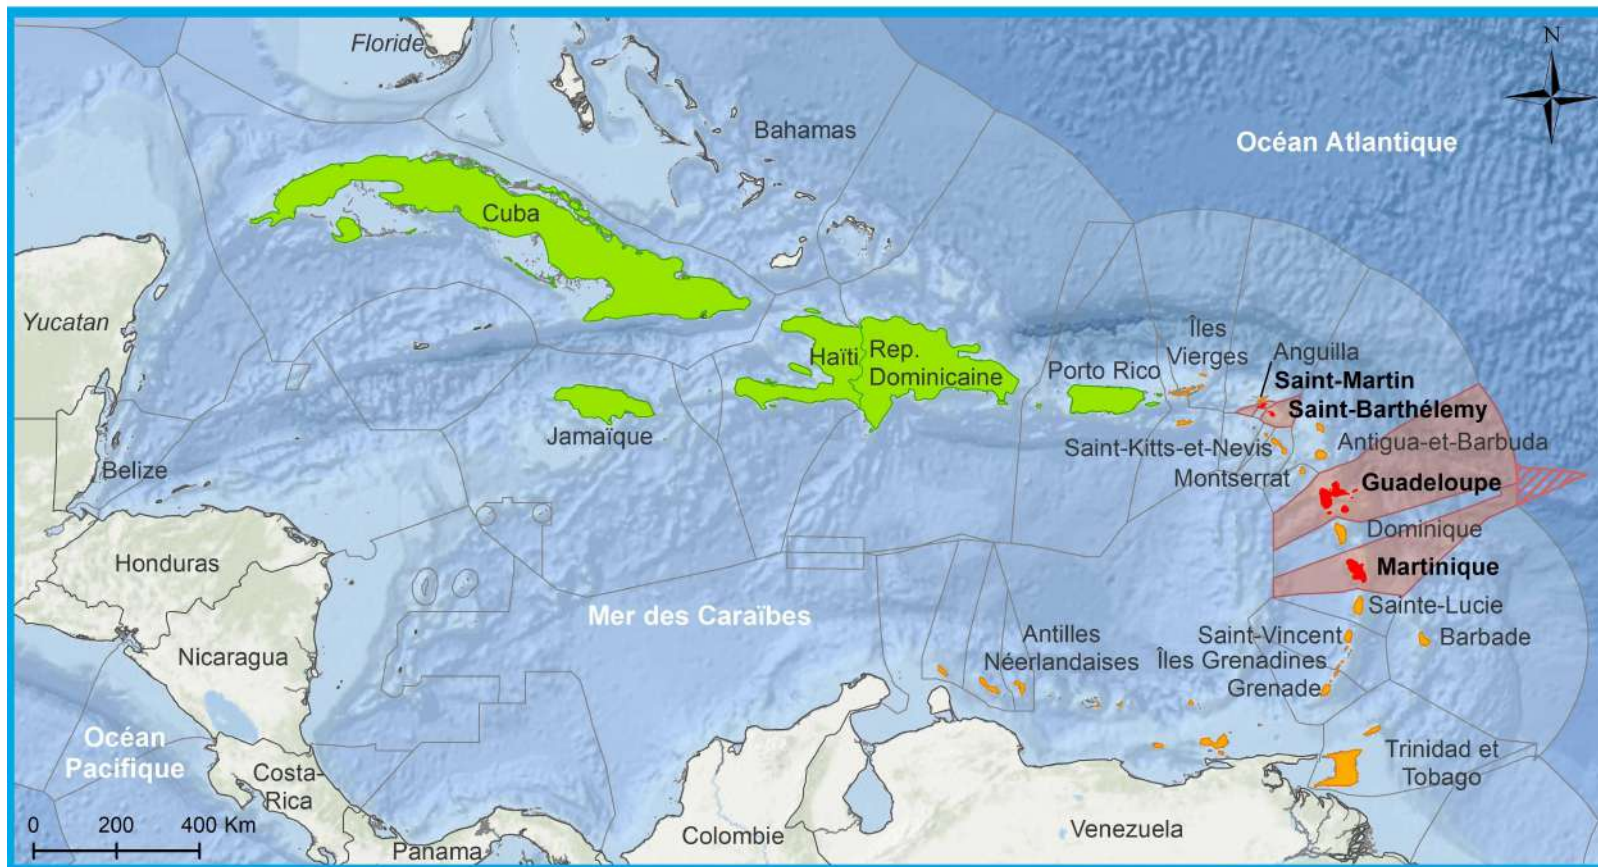 Floride
N
Bahamas
Océan Atlantique
Cuba
Yucatan
Îles
Vierges
Anguilla
Haïti
Rep.
Dominicaine
Porto Rico
Saint-Martin
Saint-Barthélemy
Jamaïque
Saint-Kitts-et-Nevis
Antigua-et-Barbuda
Belize
Montserrat
Guadeloupe
Dominique
Honduras
Martinique
Mer des Caraïbes
Sainte-Lucie
Nicaragua
Antilles
Néerlandaises
Saint-Vincent
Barbade
Îles Grenadines
Grenade
Océan
Pacifique
Costa-
Rica
Trinidad et
Tobago
0 200 400 Km
Panama
Colombie
Venezuela